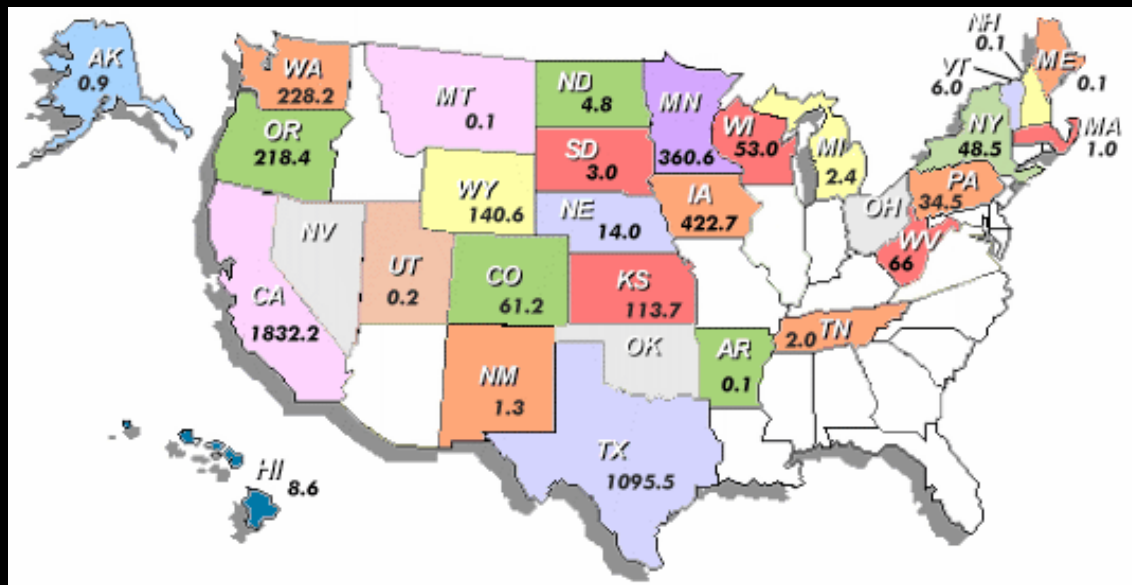 AK
0.9
WA
228.2
OR
218.4
CA
1832.2
NV
MT
0.1
WY
140.6
UT
0.2
CO
61.2
NM
1.3
ND
4.8
SD
3.0
NE
14.0
KS
113.7
OK
TX
1095.5
MN
360.6
IA
422.7
WI
53.0
MI
2.4
AR
0.1
TN
2.0
OH
WV
66
PA
34.5
NY
48.5
VT
6.0
NH
0.1
ME
0.1
MA
1.0
HI
8.6